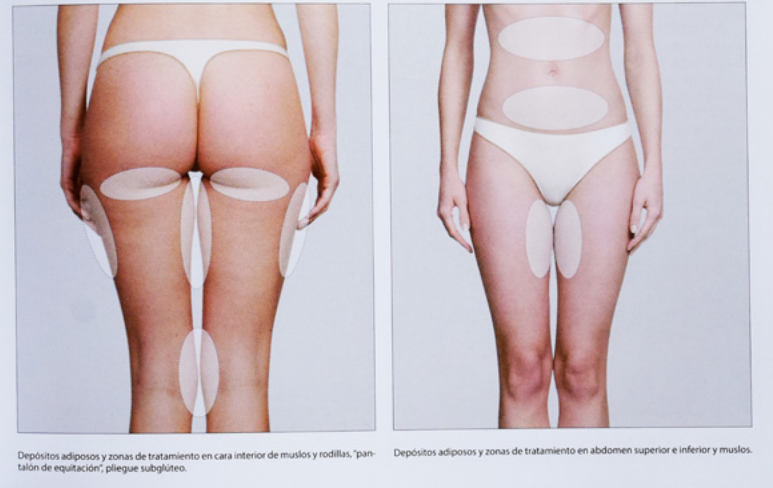 Depósitos adiposos y zonas de tratamiento en cara interior de muslos y rodillas, "pan-
talón de equitación", pliegue subglúteo.
Depósitos adiposos y zonas de tratamiento en abdomen superior e inferior y muslos.